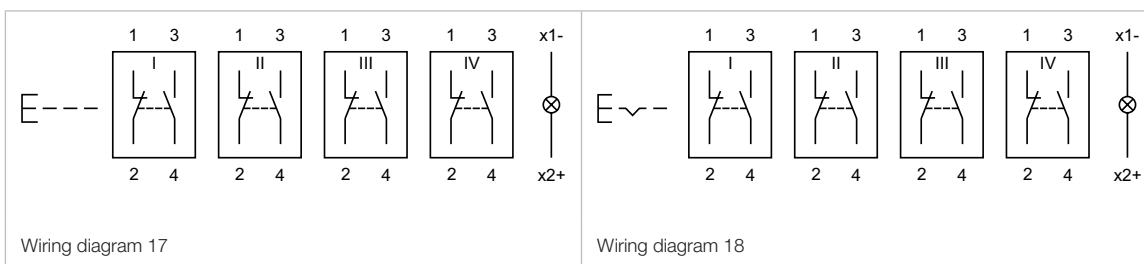 1 3 1 3 1 3 1 3 x1-
I II III IV
2 4 2 4 2 4 2 4 x2+
Wiring diagram 17
1 3 1 3 1 3 1 3 x1-
I II III IV
2 4 2 4 2 4 2 4 x2+
Wiring diagram 18